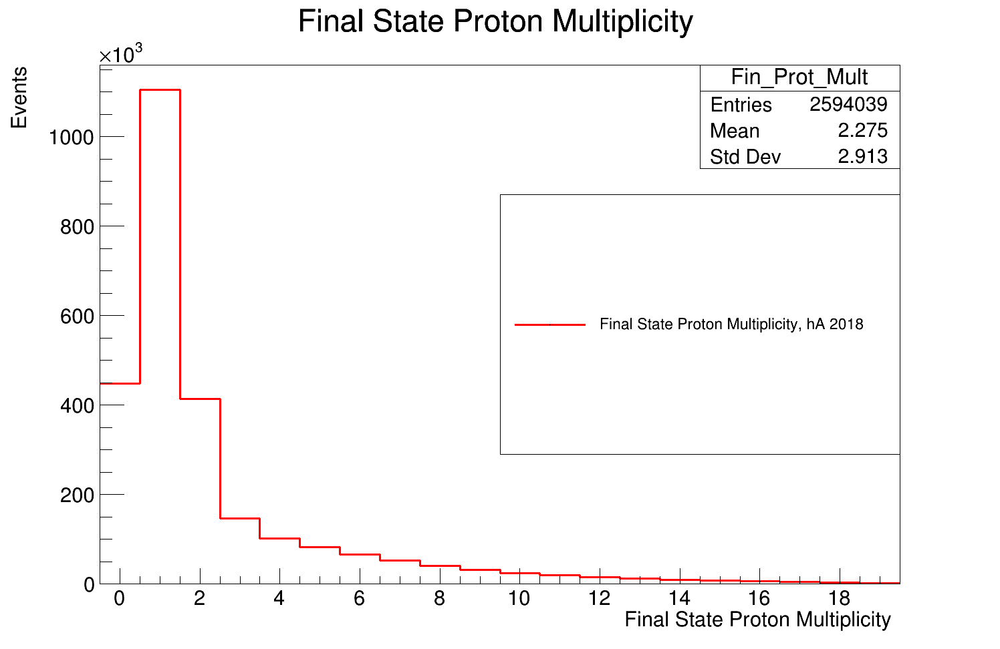 Final State Proton Multiplicity
×10³
Events
Fin_Prot_Mult
Entries 2594039
Mean 2.275
Std Dev 2.913
1000
800
600
400
200
0
Final State Proton Multiplicity, hA 2018
0 2 4 6 8 10 12 14 16 18
Final State Proton Multiplicity